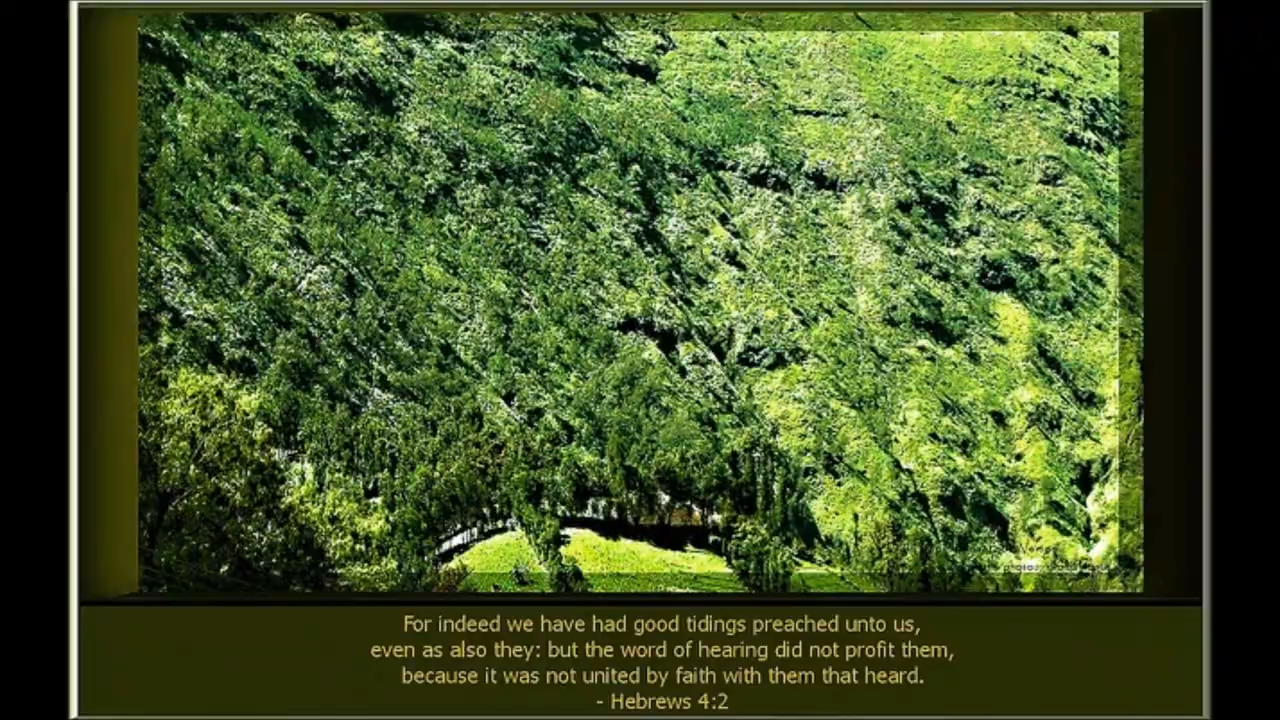 For indeed we have had good tidings preached unto us,
even as also they: but the word of hearing did not profit them,
because it was not united by faith with them that heard.
- Hebrews 4:2